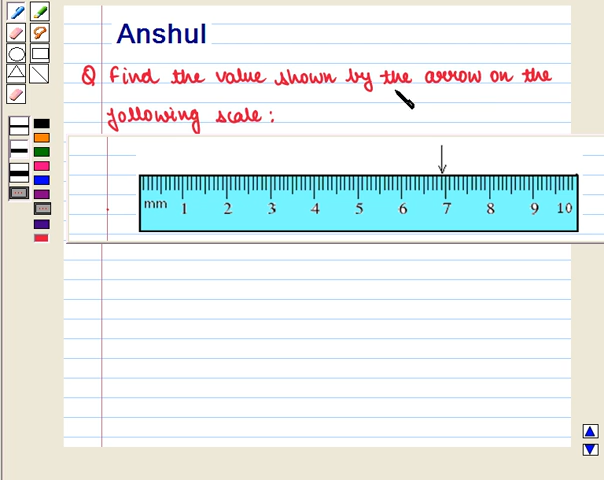 Anshul
Q Find the value shown by the arrow on the
following scale:
mm 1 2 3 4 5 6 7 8 9 10